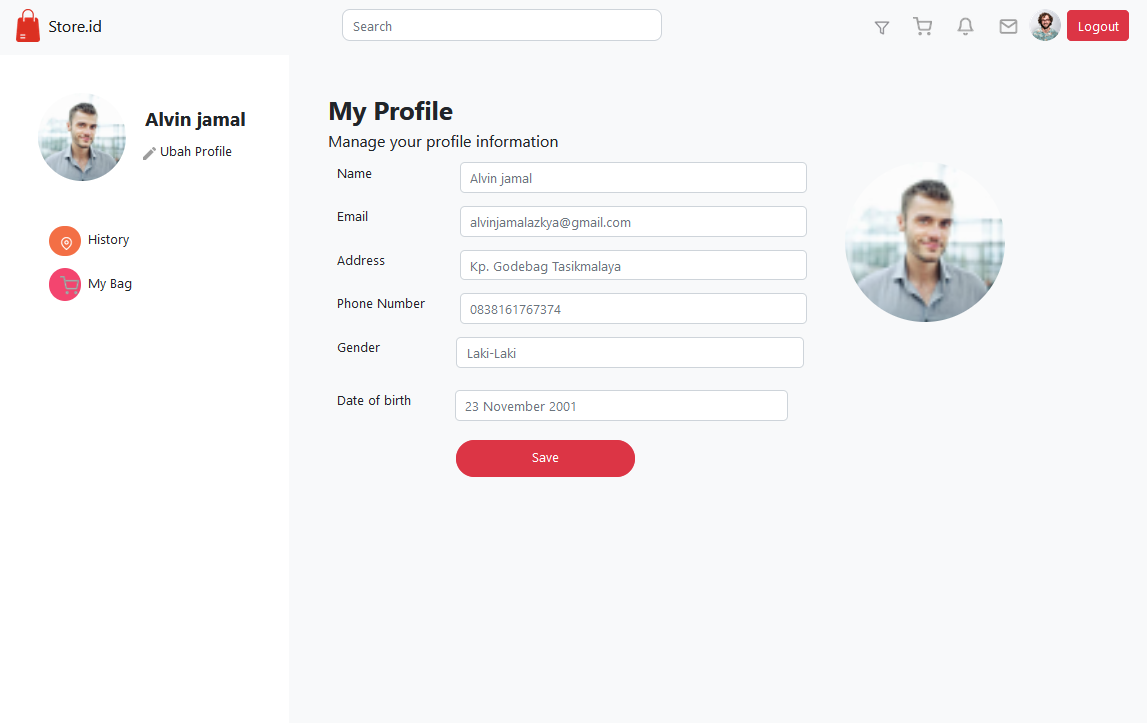 Store.id
Search
Logout
Alvin jamal
Ubah Profile
History
My Bag
My Profile
Manage your profile information
Name
Alvin jamal
Email
alvinjamalazkya@gmail.com
Address
Kp. Godebag Tasikmalaya
Phone Number
0838161767374
Gender
Laki-Laki
Date of birth
23 November 2001
Save